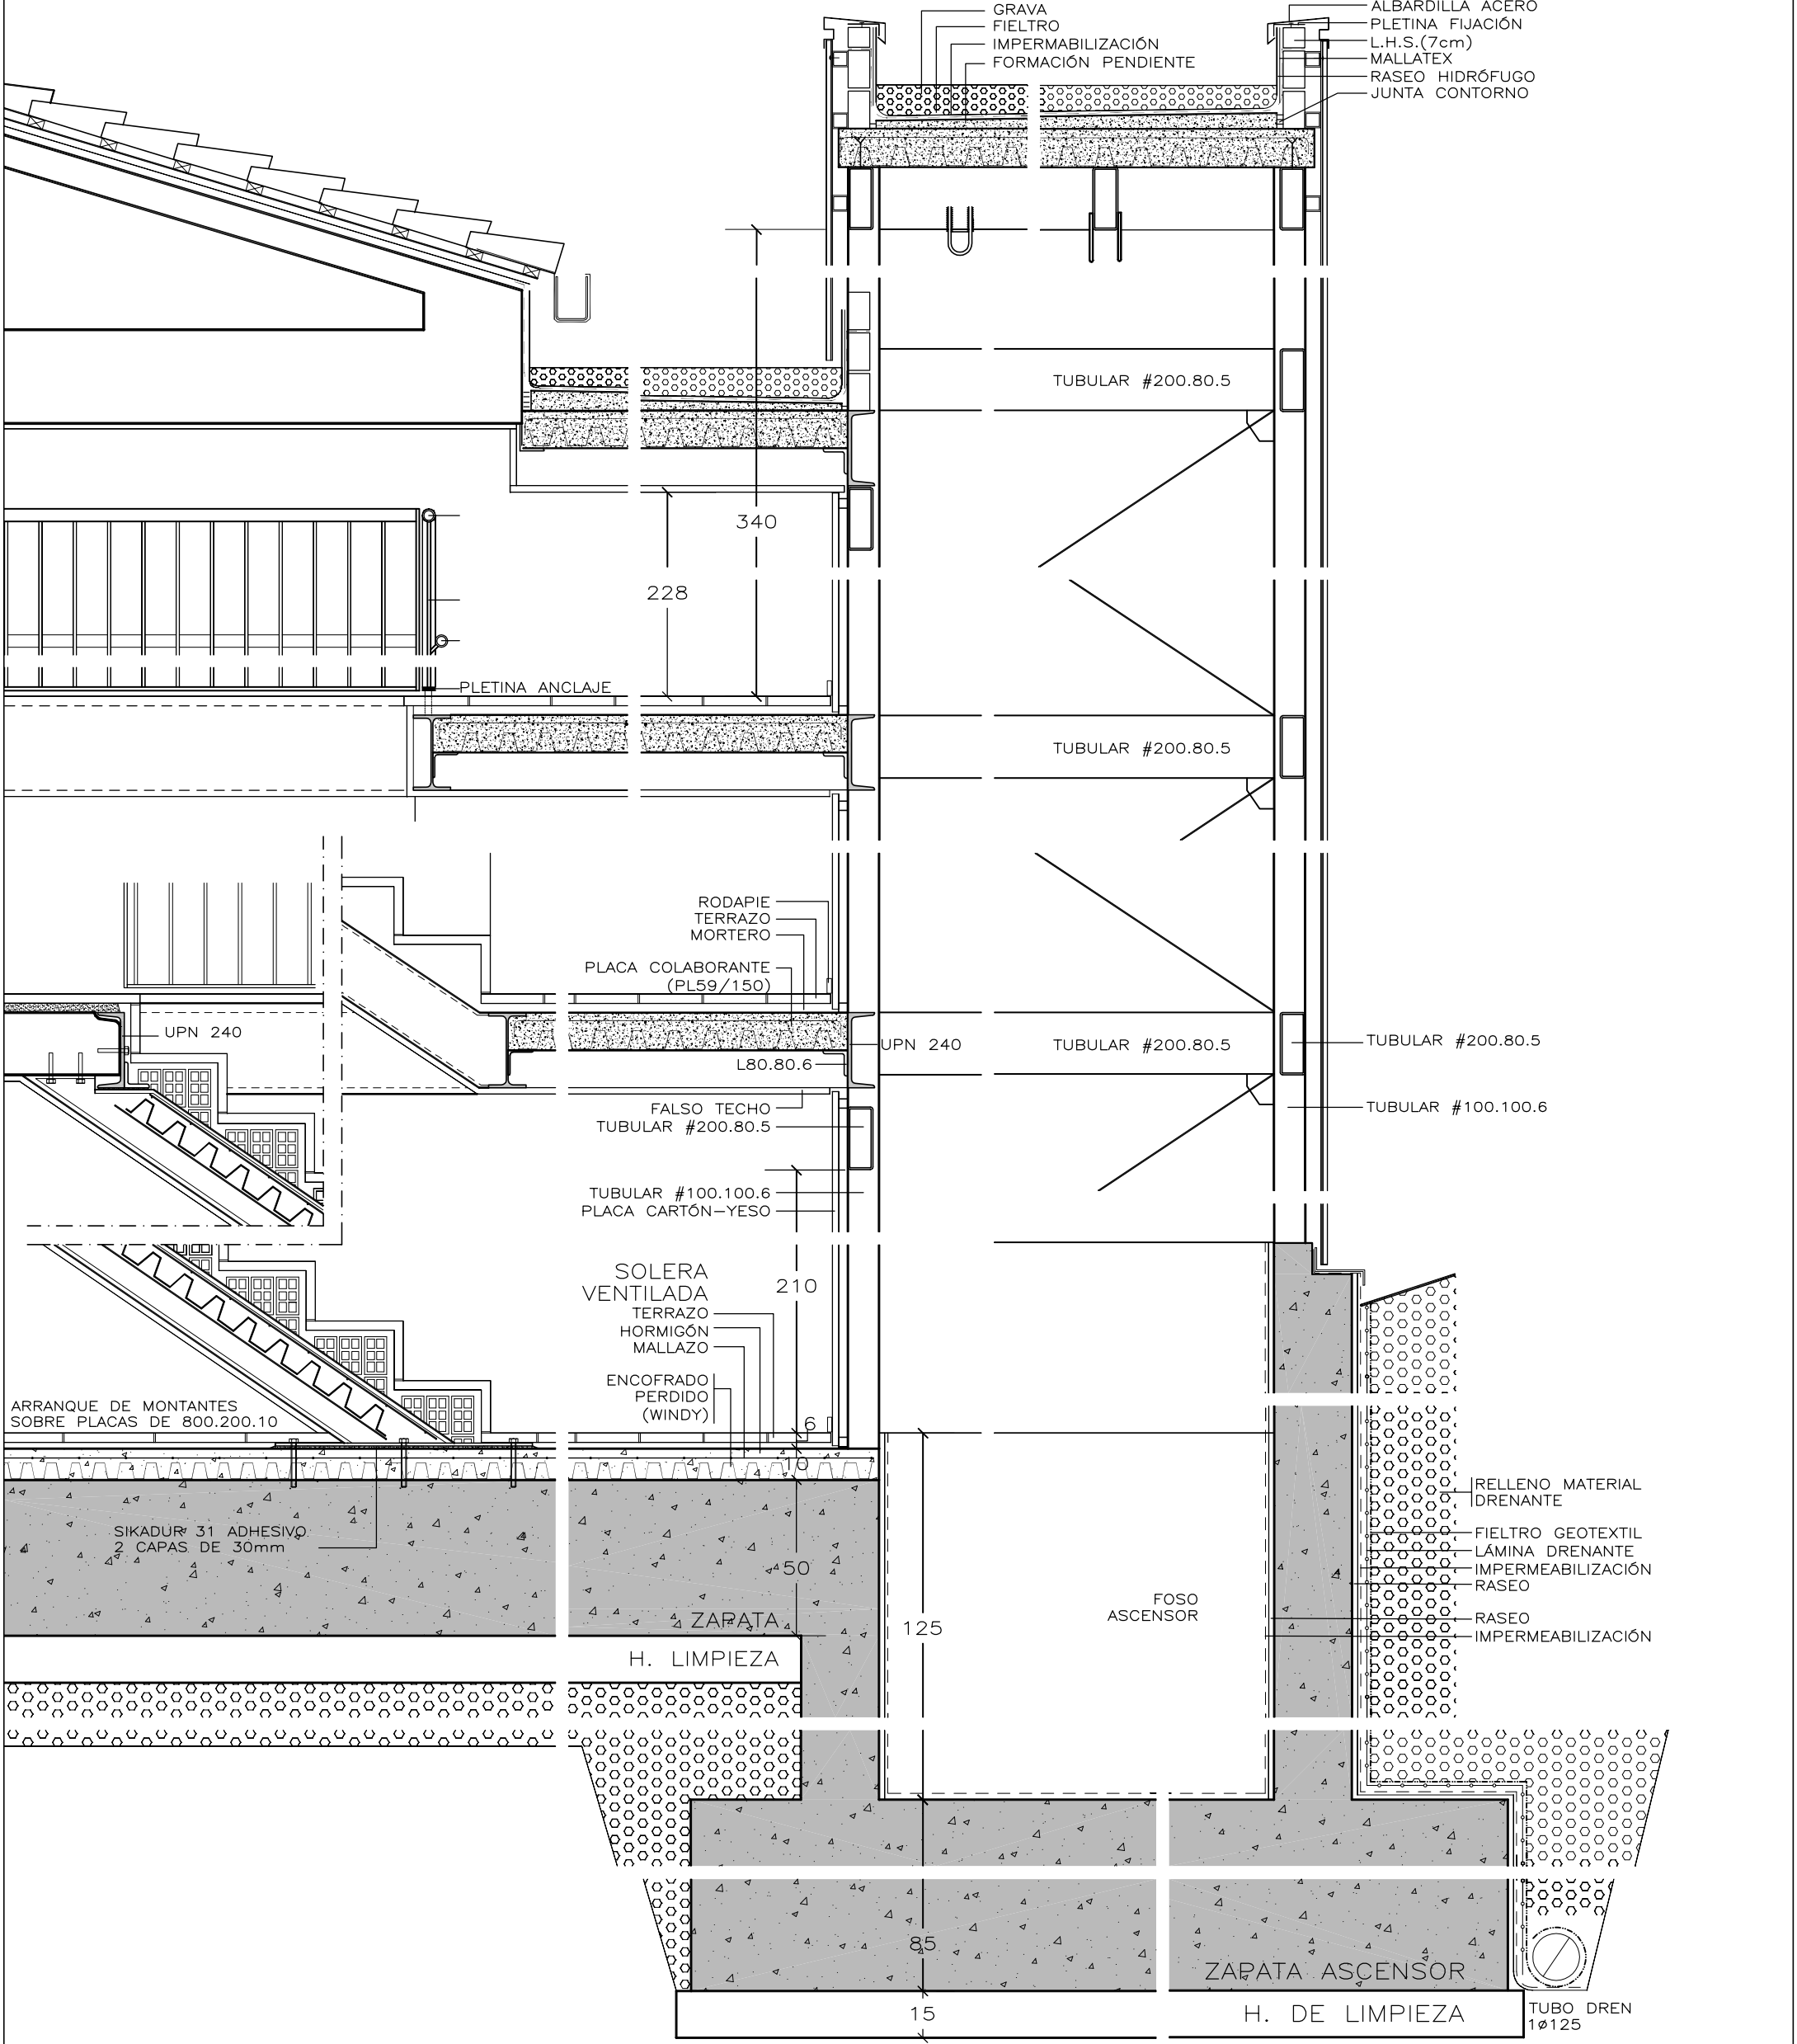 GRAVA
FIELTRO
IMPERMABILIZACIÓN
FORMACIÓN PENDIENTE
ALBARDILLA ACERO
PLETINA FIJACIÓN
L.H.S.(7cm)
MALLATEX
RASEO HIDRÓFUGO
JUNTA CONTORNO
TUBULAR #200.80.5
340
228
PLETINA ANCLAJE
TUBULAR #200.80.5
RODAPIE
TERRAZO
MORTERO
PLACA COLABORANTE
(PL59/150)
UPN 240
UPN 240
TUBULAR #200.80.5
TUBULAR #200.80.5
L80.80.6
FALSO TECHO
TUBULAR #200.80.5
TUBULAR #100.100.6
TUBULAR #100.100.6
PLACA CARTÓN-YESO
210
SOLERA
VENTILADA
TERRAZO
HORMIGÓN
MALLAZO
ENCOFRADO
PERDIDO
(WINDY)
ARRANQUE DE MONTANTES
SOBRE PLACAS DE 800.200.10
6
10
SIKADUR 31 ADHESIVO
2 CAPAS DE 30mm
50
ZAPATA
H. LIMPIEZA
125
FOSO
ASCENSOR
RELLENO MATERIAL
DRENANTE
FIELTRO GEOTEXTIL
LÁMINA DRENANTE
IMPERMEABILIZACIÓN
RASEO
RASEO
IMPERMEABILIZACIÓN
85
ZAPATA ASCENSOR
15
H. DE LIMPIEZA
TUBO DREN
1ø125